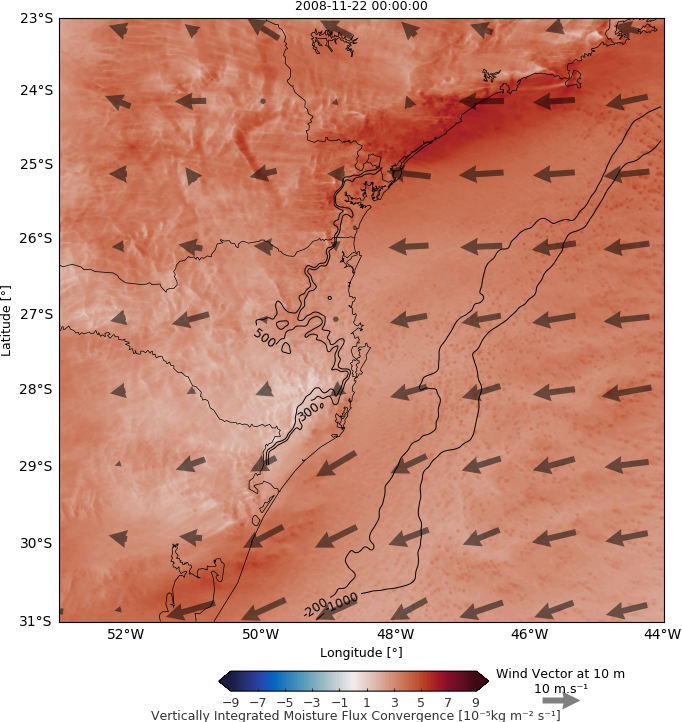 2008-11-22 00:00:00
23°S
24°S
25°S
26°S
27°S
28°S
29°S
30°S
31°S
Latitude [°]
500
300
-200
-1000
52°W 50°W 48°W 46°W 44°W
Longitude [°]
−9 −7 −5 −3 −1 1 3 5 7 9
Vertically Integrated Moisture Flux Convergence [10⁻⁵kg m⁻² s⁻¹]
Wind Vector at 10 m
10 m.s⁻¹